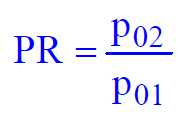 PR = p02 / p01